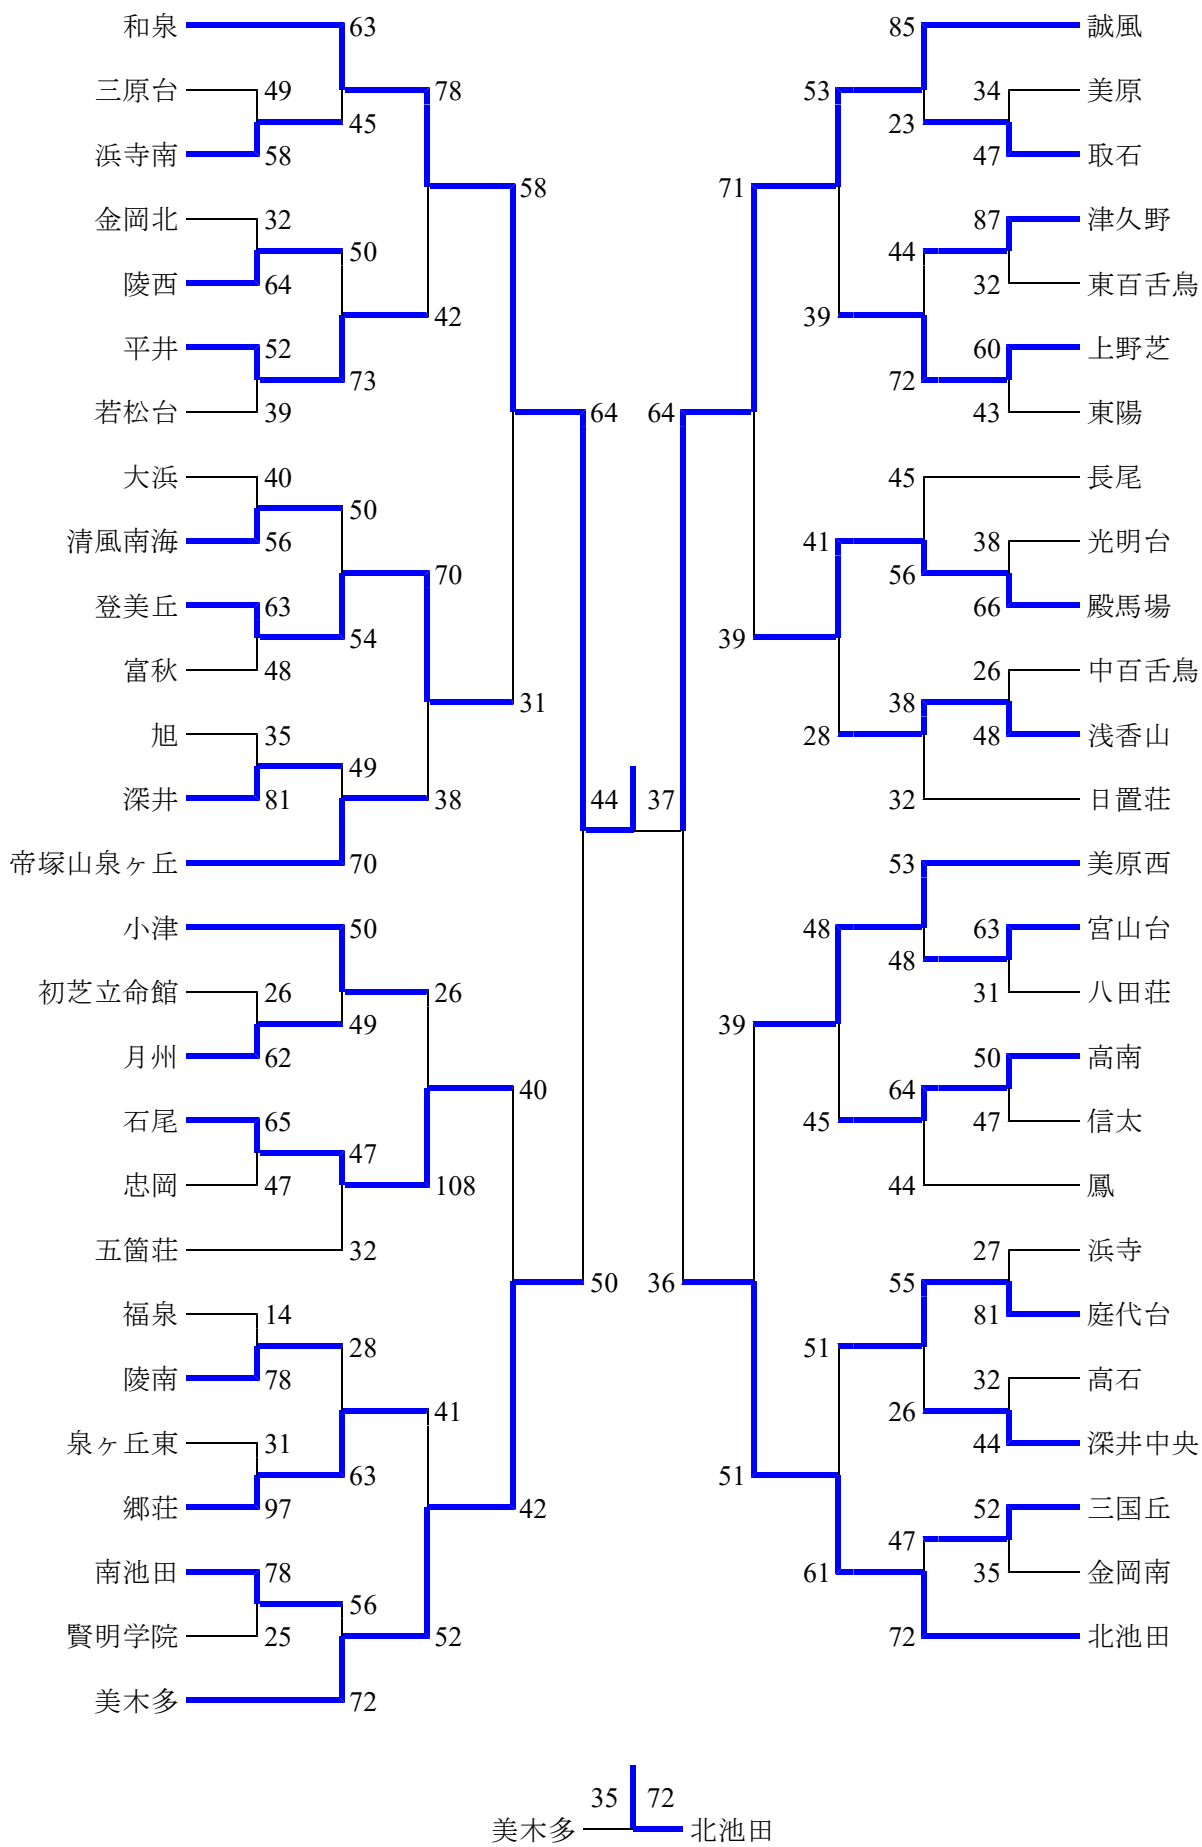 和泉 63 85 誠風
三原台 49 78 53 34 美原
45 23
浜寺南 58 47 取石
58 71
金岡北 32 87 津久野
50 44
陵西 64 32 東百舌鳥
42 39
平井 52 60 上野芝
73 72
若松台 39 64 64 43 東陽
大浜 40 45 長尾
50
清風南海 56 41 38 光明台
70 56
登美丘 63 66 殿馬場
54 39
富秋 48 26 中百舌鳥
31 38
旭 35 28 48 浅香山
49
深井 81 38 44 37 32 日置荘
帝塚山泉ヶ丘 70 53 美原西
小津 50 48 63 宮山台
48
初芝立命館 26 26 31 八田荘
49 39
月州 62 50 高南
40 64
石尾 65 45 47 信太
47
忠岡 47 108 44 鳳
五箇荘 32 27 浜寺
50 36 55
福泉 14 81 庭代台
28 51
陵南 78 32 高石
41 26
泉ヶ丘東 31 44 深井中央
63 51
郷荘 97 42 52 三国丘
47
南池田 78 61 35 金岡南
56
賢明学院 25 52 72 北池田
美木多 72
35 72
美木多 北池田